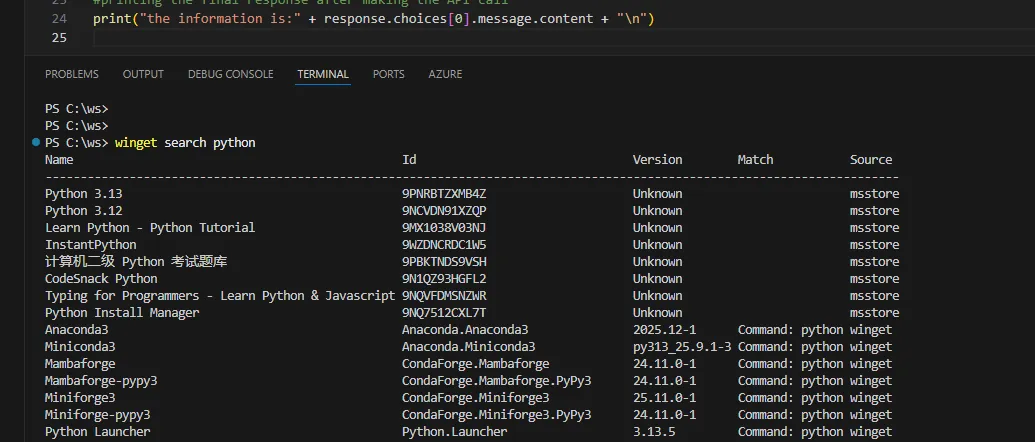 #printing the final response after making the API call
24 print("the information is:" + response.choices[0].message.content + "\n")
25
PROBLEMS OUTPUT DEBUG CONSOLE TERMINAL PORTS AZURE
PS C:\ws>
PS C:\ws>
PS C:\ws> winget search python
Name Id Version Match Source
-----------------------------------------------------------------------------------------------------------
Python 3.13 9PNRBTZXMB4Z Unknown msstore
Python 3.12 9NCVDN91XZQP Unknown msstore
Learn Python - Python Tutorial 9MX1038V03NJ Unknown msstore
InstantPython 9WZDNCRDC1W5 Unknown msstore
计算机二级 Python 考试题库 9PBKTNDS9VSH Unknown msstore
CodeSnack Python 9N1QZ93HGFL2 Unknown msstore
Typing for Programmers - Learn Python & Javascript 9NQVFDMSNZWR Unknown msstore
Python Install Manager 9NQ7512CXL7T Unknown msstore
Anaconda3 Anaconda.Anaconda3 2025.12-1 Command: python winget
Miniconda3 Anaconda.Miniconda3 py313_25.9.1-3 Command: python winget
Mambaforge CondaForge.Mambaforge 24.11.0-1 Command: python winget
Mambaforge-pypy3 CondaForge.Mambaforge.PyPy3 24.11.0-1 Command: python winget
Miniforge3 CondaForge.Miniforge3 25.11.0-1 Command: python winget
Miniforge-pypy3 CondaForge.Miniforge3.PyPy3 24.11.0-1 Command: python winget
Python Launcher Python.Launcher 3.13.5 Command: python winget